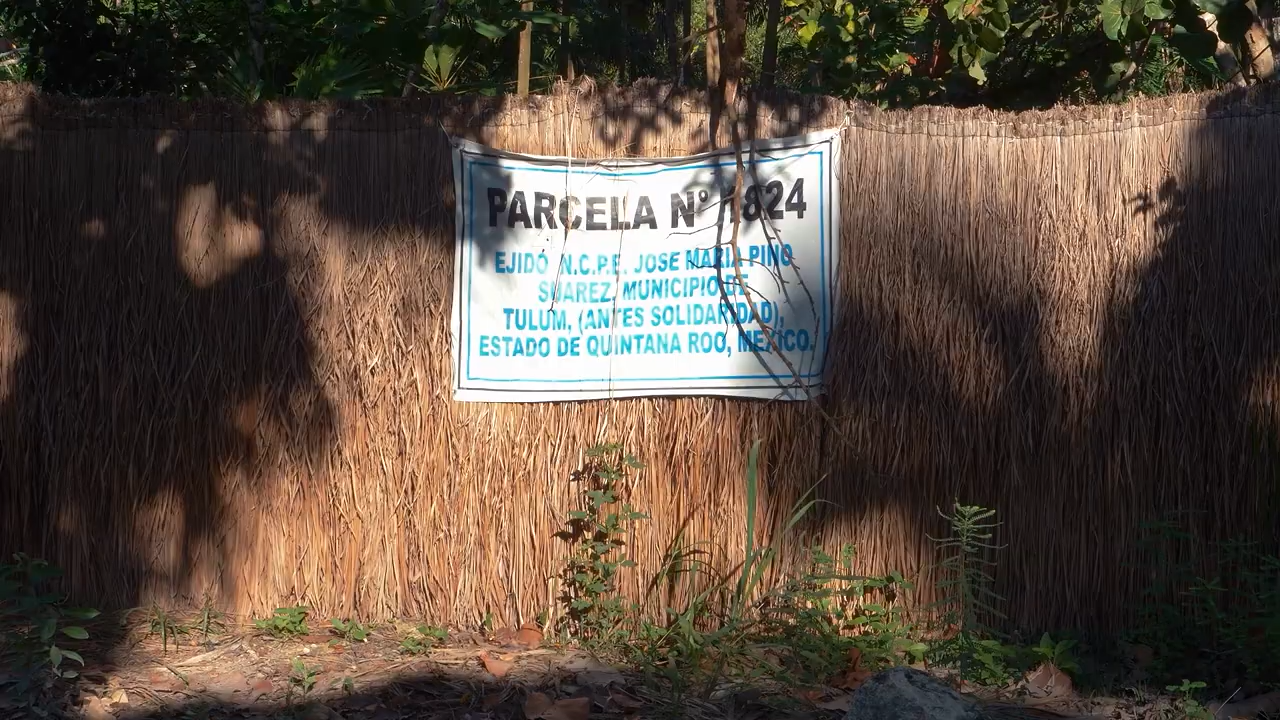 PARCELA Nº 1824
EJIDO N.C.P.E. JOSE MARIA PINO
SUAREZ, MUNICIPIO DE
TULUM, (ANTES SOLIDARIDAD),
ESTADO DE QUINTANA ROO, MEXICO.